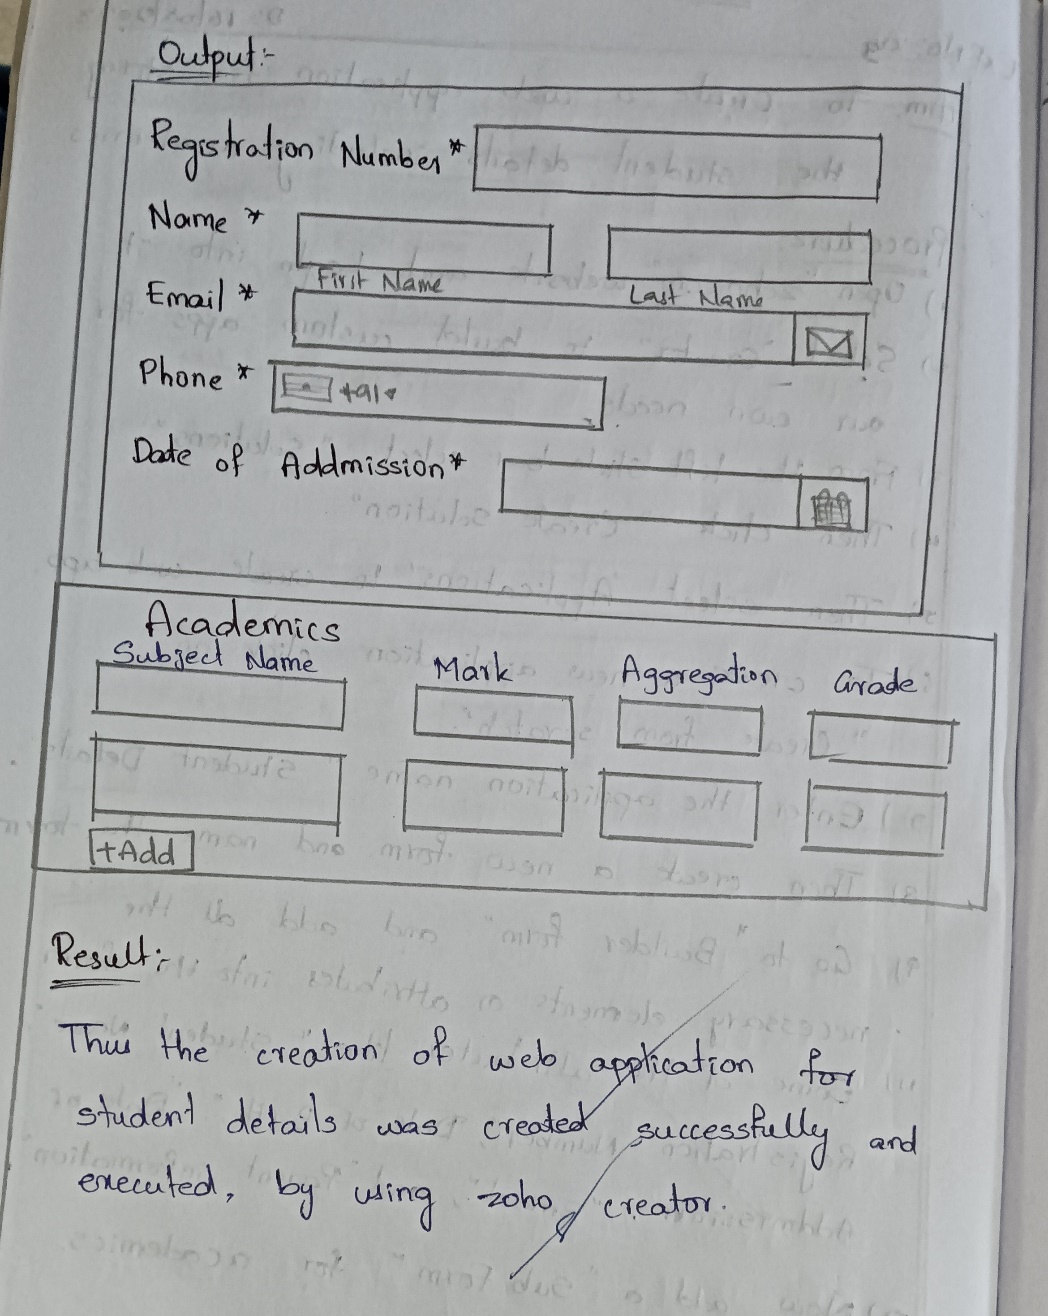 Output:-
Registration Number *
Name *
First Name
Last Name
Email *
Phone *
+91
Date of Addmission *
Academics
Subject Name Mark Aggregation Grade
+Add
Result:-
Thus the creation of web application for
student details was created successfully and
executed, by using zoho creator.